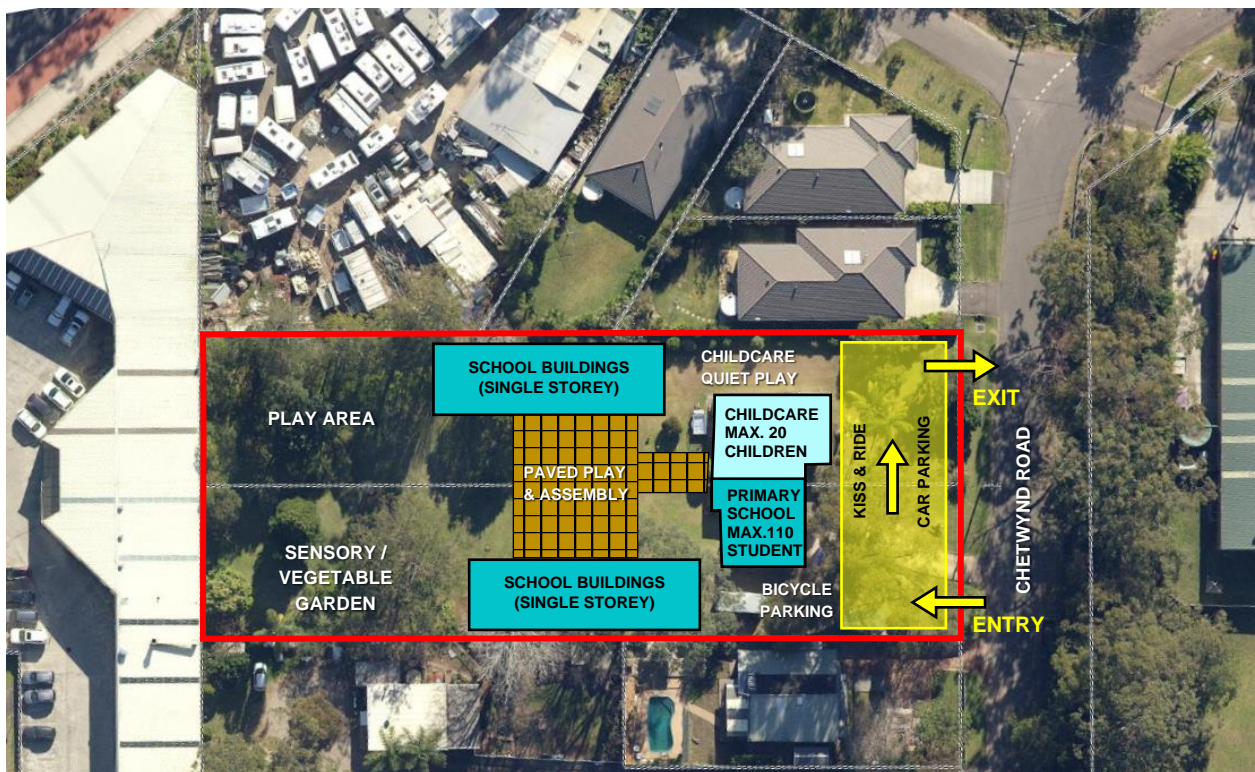 SCHOOL BUILDINGS
(SINGLE STOREY)
CHILDCARE
QUIET PLAY
EXIT
PLAY AREA
CHILDCARE
MAX. 20
CHILDREN
KISS & RIDE
CAR PARKING
CHETWYND ROAD
PAVED PLAY
& ASSEMBLY
PRIMARY
SCHOOL
MAX.110
STUDENT
SENSORY /
VEGETABLE
GARDEN
SCHOOL BUILDINGS
(SINGLE STOREY)
BICYCLE
PARKING
ENTRY